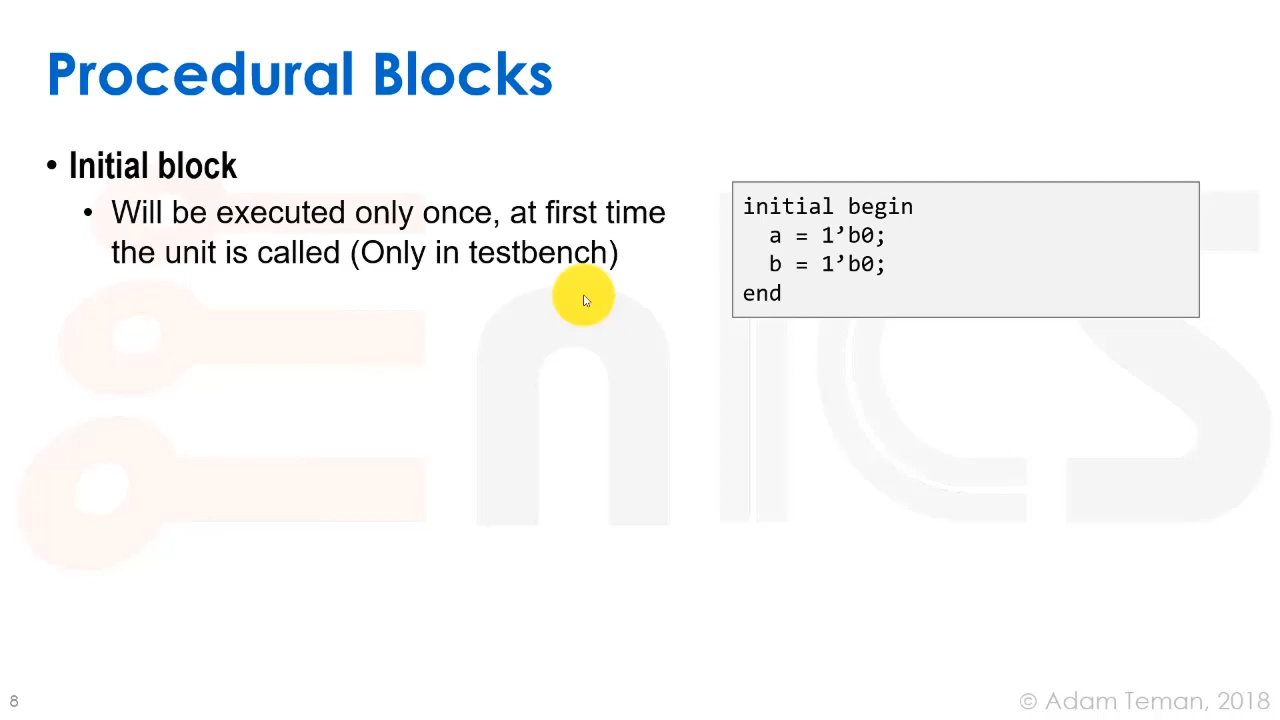 Procedural Blocks
• Initial block
• Will be executed only once, at first time
the unit is called (Only in testbench)
initial begin
  a = 1’b0;
  b = 1’b0;
end
enics
8
© Adam Teman, 2018